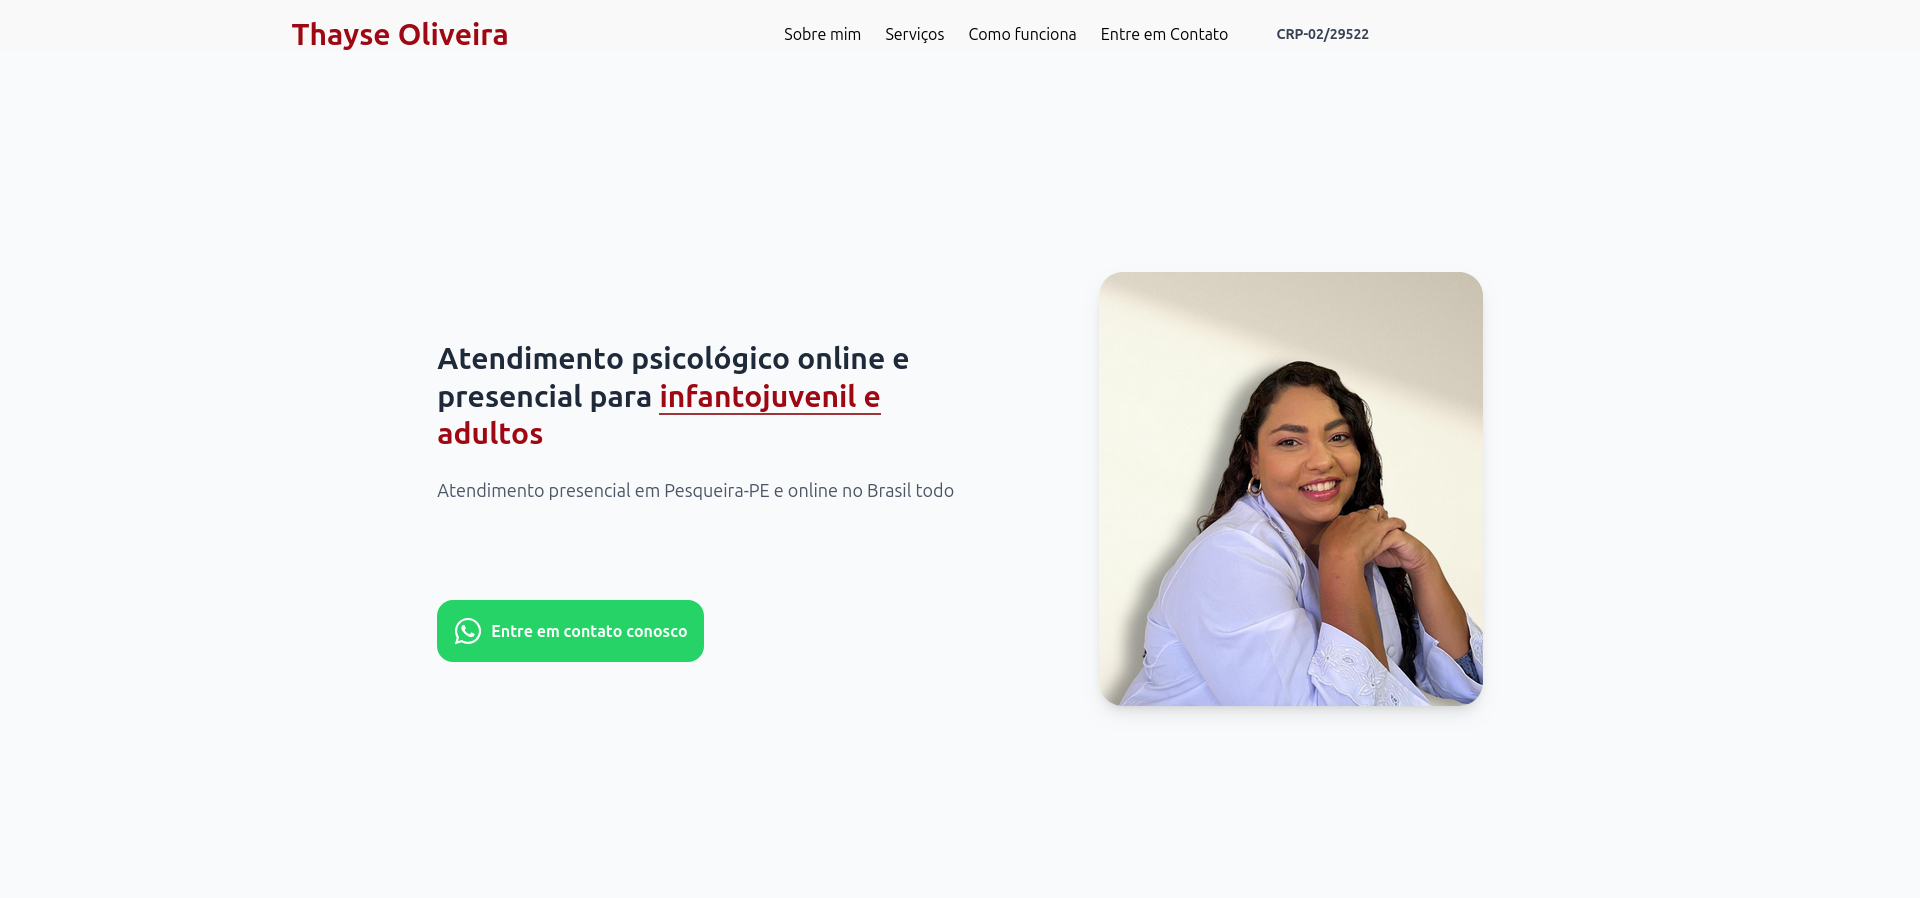 Thayse Oliveira
Sobre mim
Serviços
Como funciona
Entre em Contato
CRP-02/29522
Atendimento psicológico online e
presencial para infantojuvenil e
adultos
Atendimento presencial em Pesqueira-PE e online no Brasil todo
Entre em contato conosco